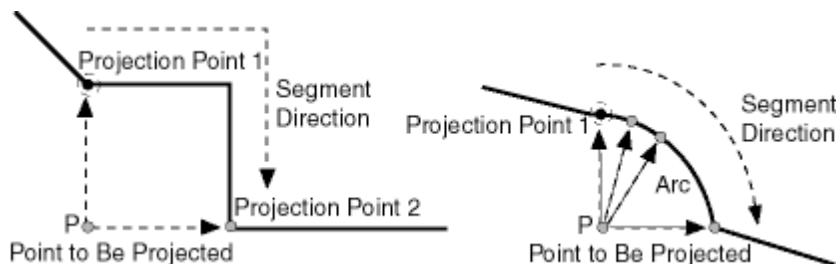 Projection Point 1
Segment
Direction
Projection Point 2
P
Point to Be Projected
Segment
Direction
Projection Point 1
Arc
P
Point to Be Projected